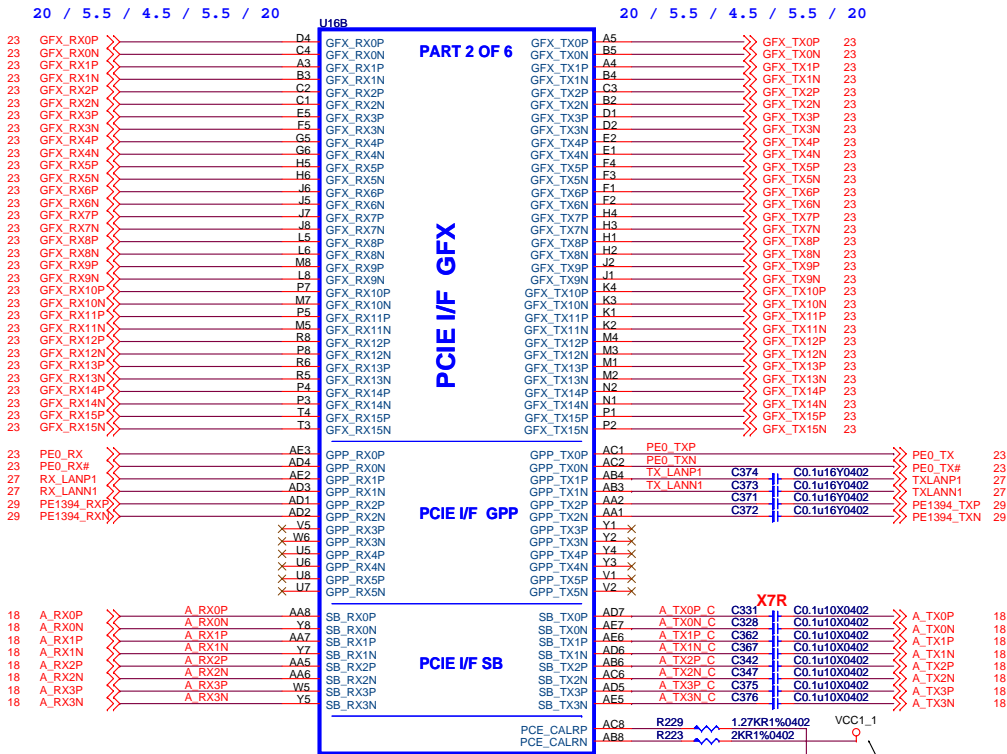 20 / 5.5 / 4.5 / 5.5 / 20 20 / 5.5 / 4.5 / 5.5 / 20
U16B
PART 2 OF 6
23 GFX_RX0P D4 GFX_RX0P GFX_TX0P A5 GFX_TX0P 23
23 GFX_RX0N C4 GFX_RX0N GFX_TX0N B5 GFX_TX0N 23
23 GFX_RX1P A3 GFX_RX1P GFX_TX1P A4 GFX_TX1P 23
23 GFX_RX1N B3 GFX_RX1N GFX_TX1N B4 GFX_TX1N 23
23 GFX_RX2P C2 GFX_RX2P GFX_TX2P C3 GFX_TX2P 23
23 GFX_RX2N C1 GFX_RX2N GFX_TX2N B2 GFX_TX2N 23
23 GFX_RX3P E5 GFX_RX3P GFX_TX3P D1 GFX_TX3P 23
23 GFX_RX3N F5 GFX_RX3N GFX_TX3N D2 GFX_TX3N 23
23 GFX_RX4P G5 GFX_RX4P GFX_TX4P E2 GFX_TX4P 23
23 GFX_RX4N G6 GFX_RX4N GFX_TX4N E1 GFX_TX4N 23
23 GFX_RX5P H5 GFX_RX5P GFX_TX5P F4 GFX_TX5P 23
23 GFX_RX5N H6 GFX_RX5N GFX_TX5N F3 GFX_TX5N 23
23 GFX_RX6P J6 GFX_RX6P GFX_TX6P F1 GFX_TX6P 23
23 GFX_RX6N J5 GFX_RX6N GFX_TX6N F2 GFX_TX6N 23
23 GFX_RX7P J7 GFX_RX7P GFX_TX7P H4 GFX_TX7P 23
23 GFX_RX7N J8 GFX_RX7N GFX_TX7N H3 GFX_TX7N 23
23 GFX_RX8P L5 GFX_RX8P GFX_TX8P H1 GFX_TX8P 23
23 GFX_RX8N L6 GFX_RX8N GFX_TX8N H2 GFX_TX8N 23
23 GFX_RX9P M8 GFX_RX9P GFX_TX9P J2 GFX_TX9P 23
23 GFX_RX9N L8 GFX_RX9N GFX_TX9N J1 GFX_TX9N 23
23 GFX_RX10P P7 GFX_RX10P GFX_TX10P K4 GFX_TX10P 23
23 GFX_RX10N M7 GFX_RX10N GFX_TX10N K3 GFX_TX10N 23
23 GFX_RX11P P5 GFX_RX11P GFX_TX11P K1 GFX_TX11P 23
23 GFX_RX11N M5 GFX_RX11N GFX_TX11N K2 GFX_TX11N 23
23 GFX_RX12P R8 GFX_RX12P GFX_TX12P M4 GFX_TX12P 23
23 GFX_RX12N P8 GFX_RX12N GFX_TX12N M3 GFX_TX12N 23
23 GFX_RX13P R6 GFX_RX13P GFX_TX13P M1 GFX_TX13P 23
23 GFX_RX13N R5 GFX_RX13N GFX_TX13N M2 GFX_TX13N 23
23 GFX_RX14P P4 GFX_RX14P GFX_TX14P N2 GFX_TX14P 23
23 GFX_RX14N P3 GFX_RX14N GFX_TX14N N1 GFX_TX14N 23
23 GFX_RX15P T4 GFX_RX15P GFX_TX15P P1 GFX_TX15P 23
23 GFX_RX15N T3 GFX_RX15N GFX_TX15N P2 GFX_TX15N 23
PCIE I/F GFX
23 PE0_RX AE3 GPP_RX0P GPP_TX0P AC1 PE0_TXP PE0_TX 23
23 PE0_RX# AD4 GPP_RX0N GPP_TX0N AC2 PE0_TXN PE0_TX# 23
27 RX_LANP1 AE2 GPP_RX1P GPP_TX1P AB4 TX_LANP1 C374 C0.1u16Y0402 TXLANP1 27
27 RX_LANN1 AD3 GPP_RX1N GPP_TX1N AB3 TX_LANN1 C373 C0.1u16Y0402 TXLANN1 27
29 PE1394_RXP AD1 GPP_RX2P GPP_TX2P AA2 C371 C0.1u16Y0402 PE1394_TXP 29
29 PE1394_RXN AD2 GPP_RX2N GPP_TX2N AA1 C372 C0.1u16Y0402 PE1394_TXN 29
PCIE I/F GPP
V5 GPP_RX3P GPP_TX3P Y1
W6 GPP_RX3N GPP_TX3N Y2
U5 GPP_RX4P GPP_TX4P Y4
U6 GPP_RX4N GPP_TX4N Y3
U8 GPP_RX5P GPP_TX5P V1
U7 GPP_RX5N GPP_TX5N V2
X7R
18 A_RX0P A_RX0P AA8 SB_RX0P SB_TX0P AD7 A_TX0P_C C331 C0.1u10X0402 A_TX0P 18
18 A_RX0N A_RX0N Y8 SB_RX0N SB_TX0N AE7 A_TX0N_C C328 C0.1u10X0402 A_TX0N 18
18 A_RX1P A_RX1P AA7 SB_RX1P SB_TX1P AE6 A_TX1P_C C362 C0.1u10X0402 A_TX1P 18
18 A_RX1N A_RX1N Y7 SB_RX1N SB_TX1N AD6 A_TX1N_C C367 C0.1u10X0402 A_TX1N 18
18 A_RX2P A_RX2P AA5 SB_RX2P SB_TX2P AB6 A_TX2P_C C342 C0.1u10X0402 A_TX2P 18
18 A_RX2N A_RX2N AA6 SB_RX2N SB_TX2N AC6 A_TX2N_C C347 C0.1u10X0402 A_TX2N 18
18 A_RX3P A_RX3P W5 SB_RX3P SB_TX3P AD5 A_TX3P_C C375 C0.1u10X0402 A_TX3P 18
18 A_RX3N A_RX3N Y5 SB_RX3N SB_TX3N AE5 A_TX3N_C C376 C0.1u10X0402 A_TX3N 18
PCIE I/F SB
PCE_CALRP AC8 R229 1.27KR1%0402 VCC1_1
PCE_CALRN AB8 R223 2KR1%0402